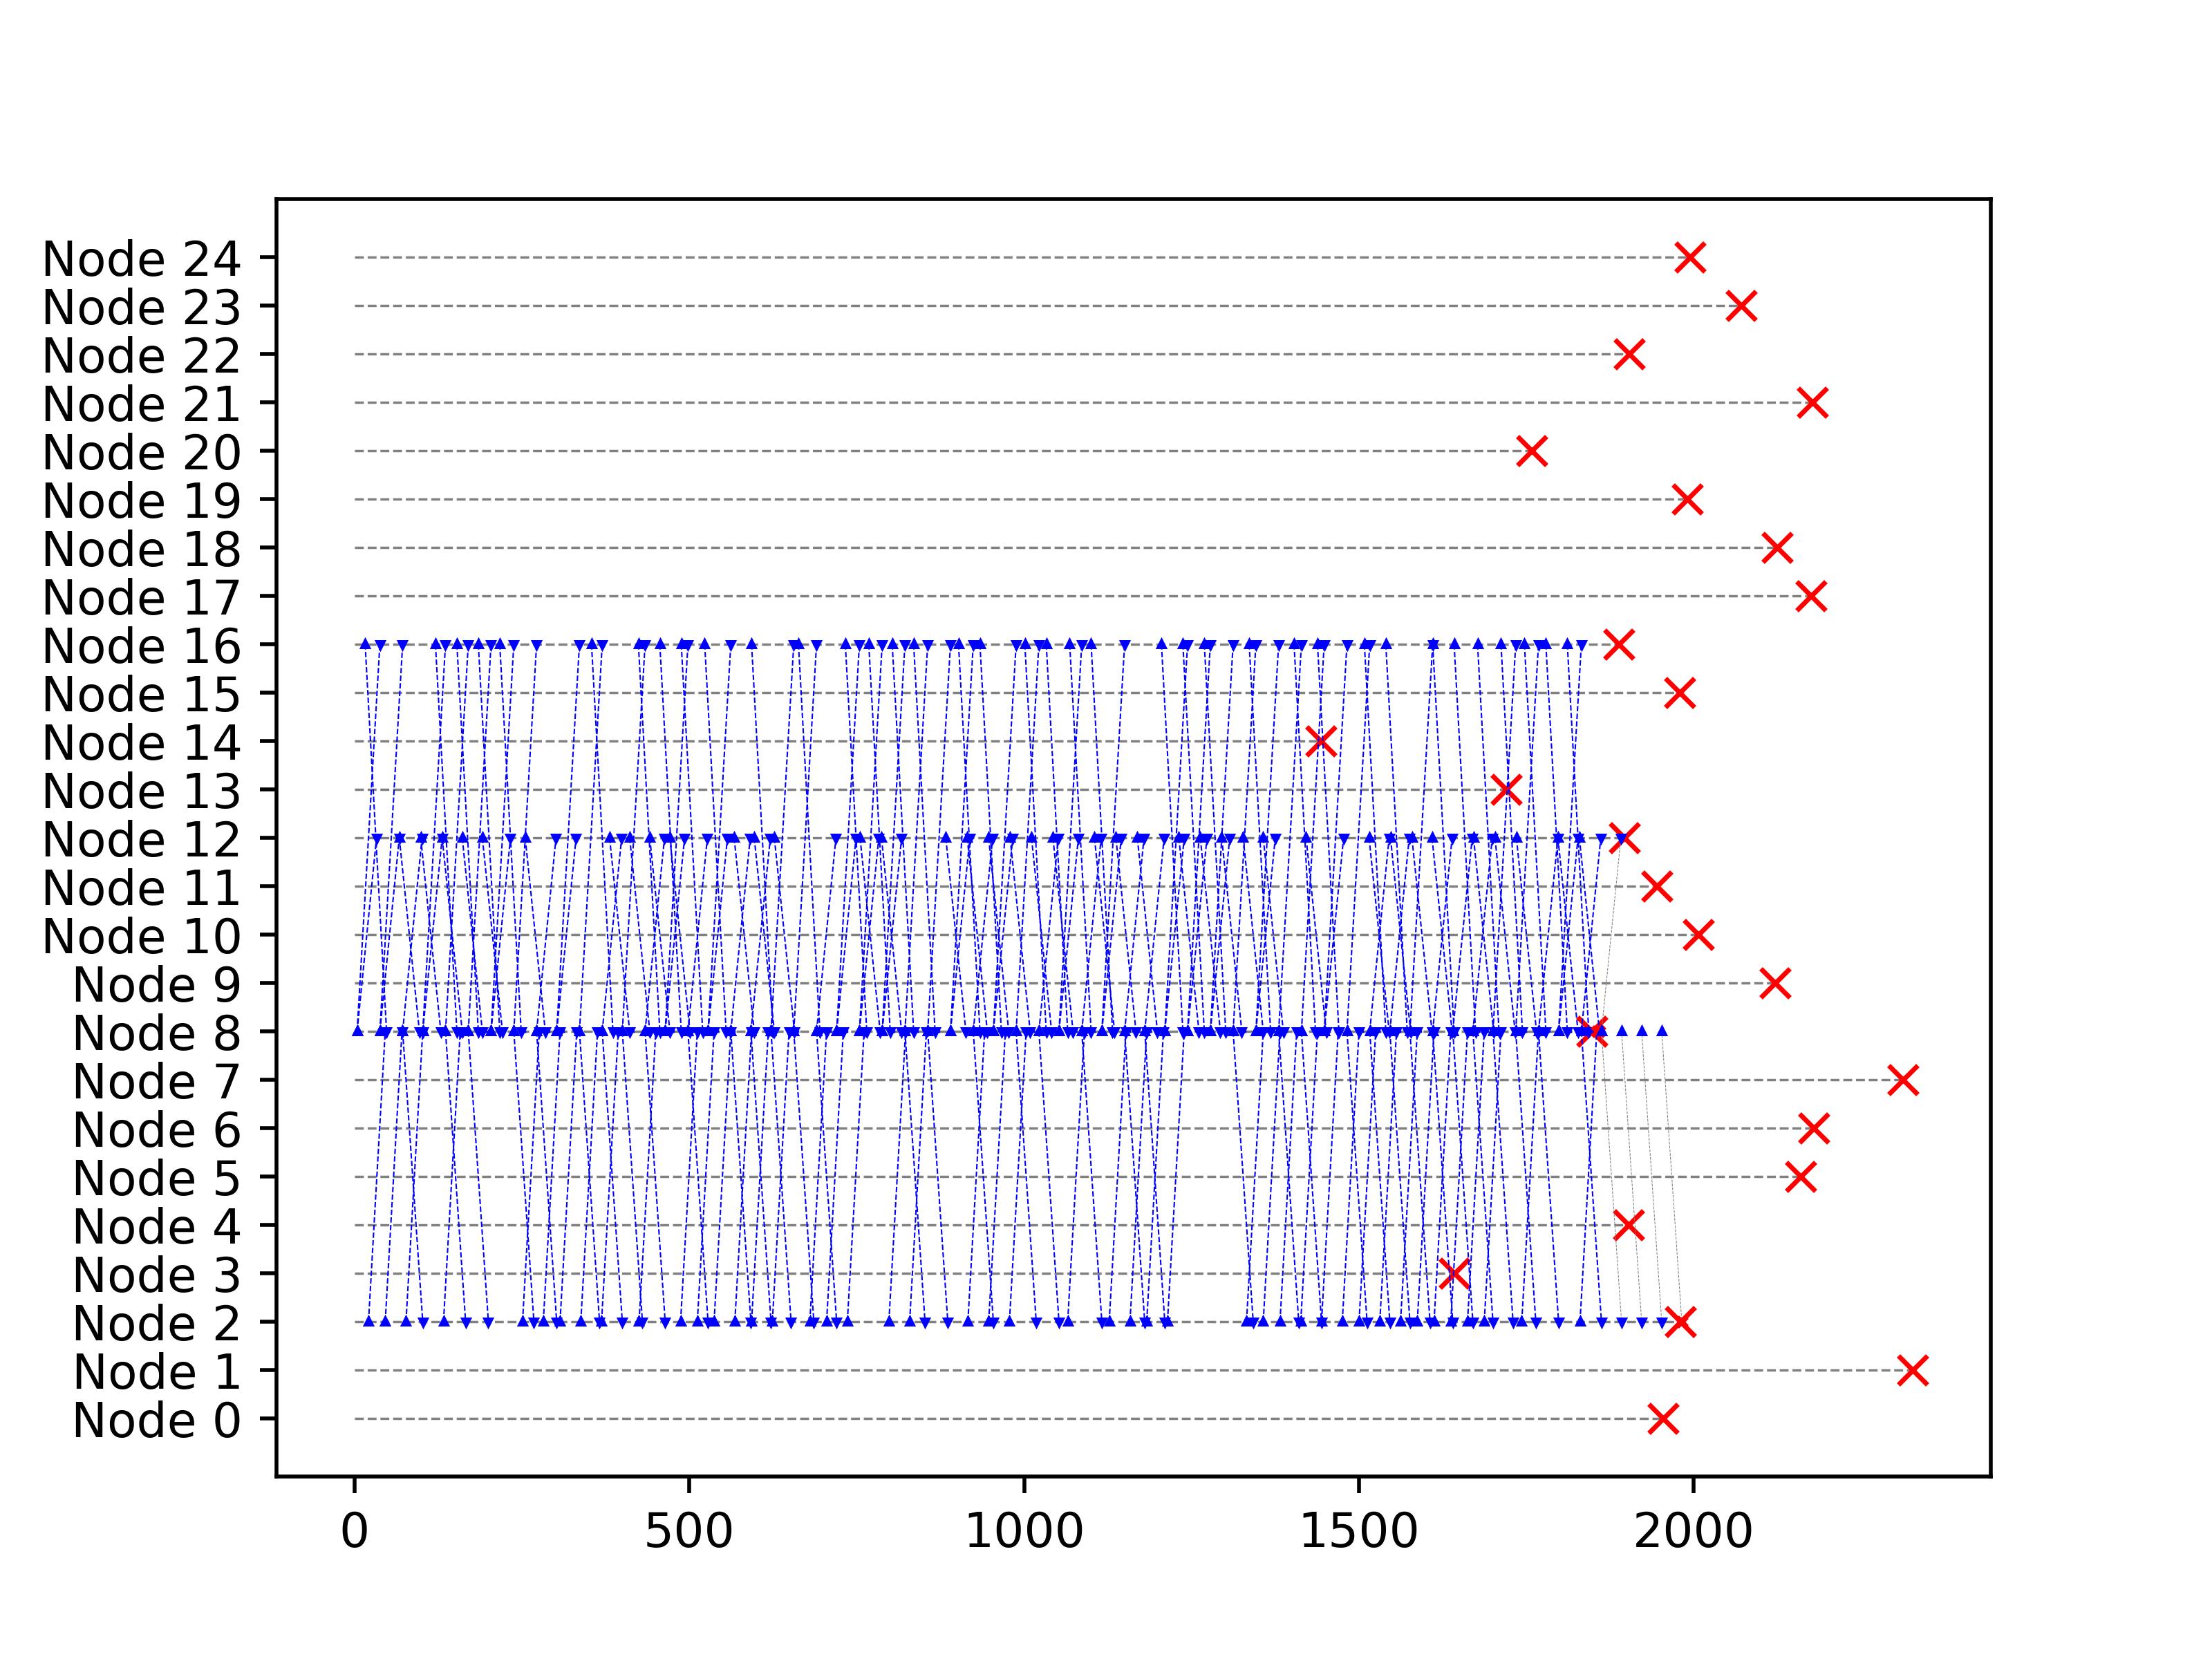 Node 24
Node 23
Node 22
Node 21
Node 20
Node 19
Node 18
Node 17
Node 16
Node 15
Node 14
Node 13
Node 12
Node 11
Node 10
Node 9
Node 8
Node 7
Node 6
Node 5
Node 4
Node 3
Node 2
Node 1
Node 0
0 500 1000 1500 2000